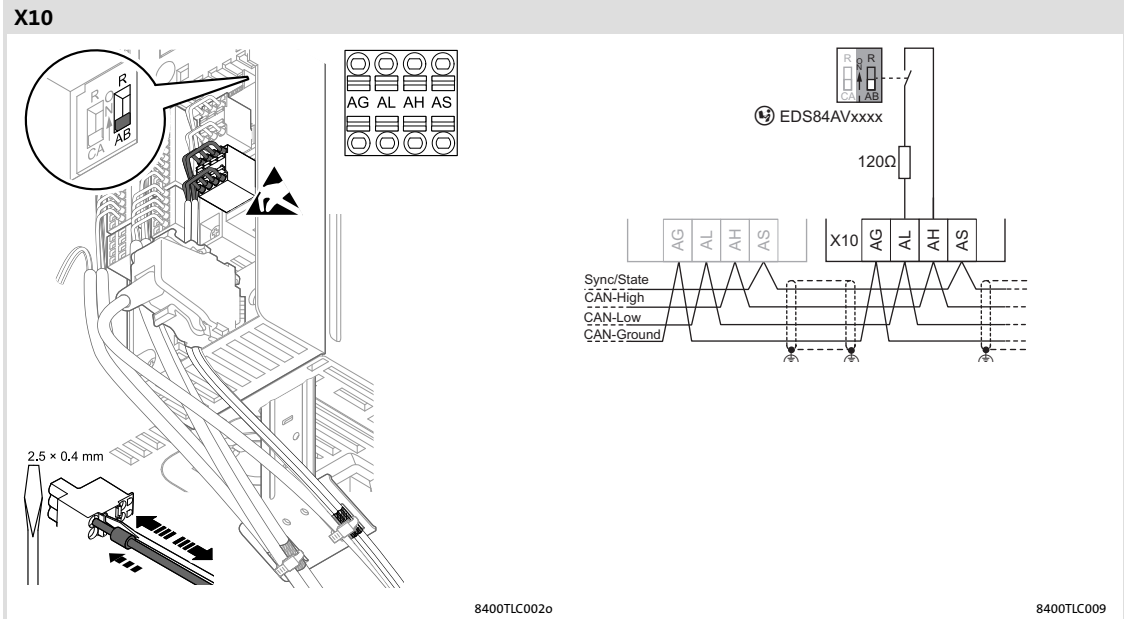 X10
R R
ON
CA AB
AG AL AH AS
2.5 × 0.4 mm
8400TLC002o
R R
ON
CA AB
EDS84AVxxxx
120Ω
AG AL AH AS
X10 AG AL AH AS
Sync/State
CAN-High
CAN-Low
CAN-Ground
8400TLC009